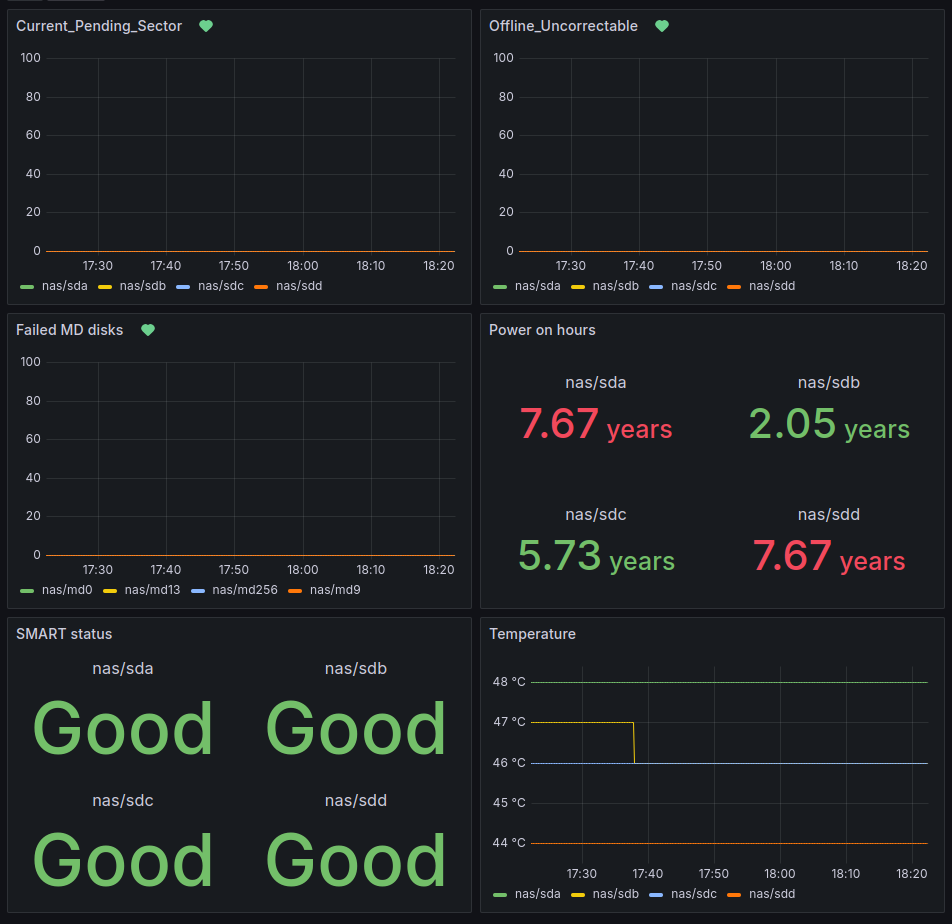 Current_Pending_Sector
100
80
60
40
20
0
17:30 17:40 17:50 18:00 18:10 18:20
nas/sda nas/sdb nas/sdc nas/sdd
Offline_Uncorrectable
100
80
60
40
20
0
17:30 17:40 17:50 18:00 18:10 18:20
nas/sda nas/sdb nas/sdc nas/sdd
Failed MD disks
100
80
60
40
20
0
17:30 17:40 17:50 18:00 18:10 18:20
nas/md0 nas/md13 nas/md256 nas/md9
Power on hours
nas/sda nas/sdb
7.67 years 2.05 years
nas/sdc nas/sdd
5.73 years 7.67 years
SMART status
nas/sda nas/sdb
Good Good
nas/sdc nas/sdd
Good Good
Temperature
48 °C
47 °C
46 °C
45 °C
44 °C
17:30 17:40 17:50 18:00 18:10 18:20
nas/sda nas/sdb nas/sdc nas/sdd